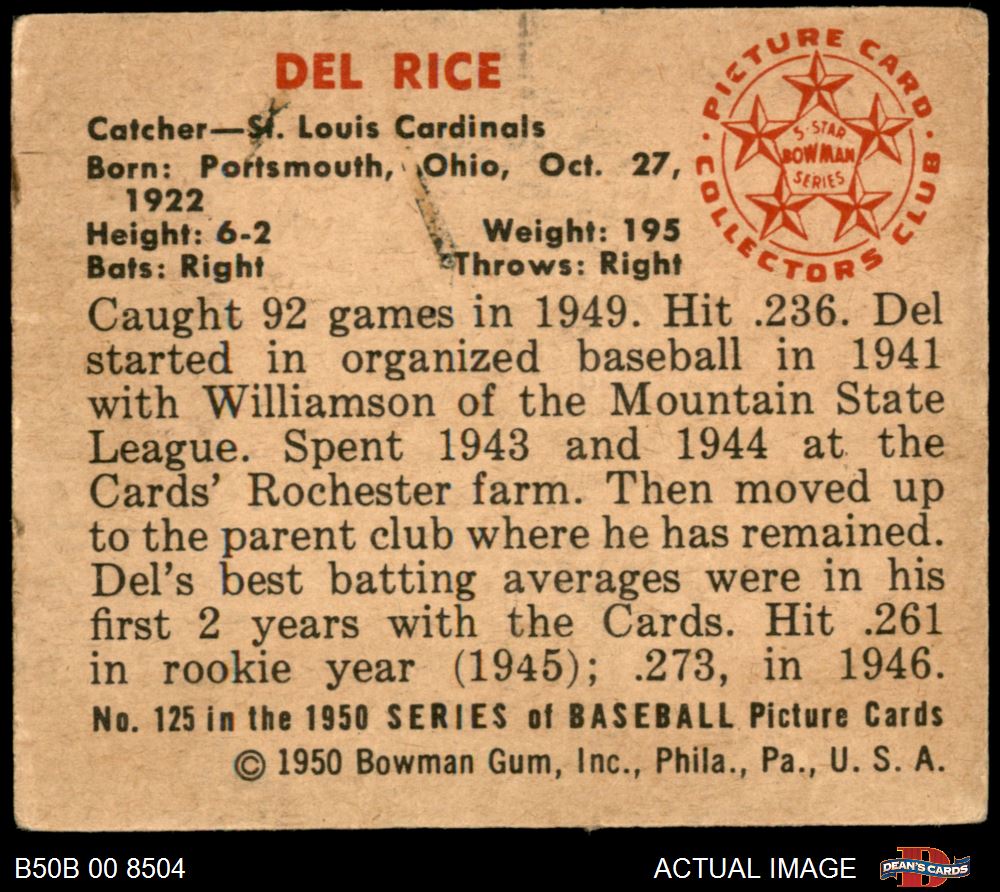 DEL RICE
PICTURE CARD
COLLECTORS CLUB
5-STAR
BOWMAN
SERIES
Catcher—St. Louis Cardinals
Born: Portsmouth, Ohio, Oct. 27,
1922
Height: 6-2 Weight: 195
Bats: Right Throws: Right
Caught 92 games in 1949. Hit .236. Del
started in organized baseball in 1941
with Williamson of the Mountain State
League. Spent 1943 and 1944 at the
Cards’ Rochester farm. Then moved up
to the parent club where he has remained.
Del’s best batting averages were in his
first 2 years with the Cards. Hit .261
in rookie year (1945); .273, in 1946.
No. 125 in the 1950 SERIES of BASEBALL Picture Cards
© 1950 Bowman Gum, Inc., Phila., Pa., U. S. A.
B50B 00 8504 ACTUAL IMAGE DEAN'S CARDS